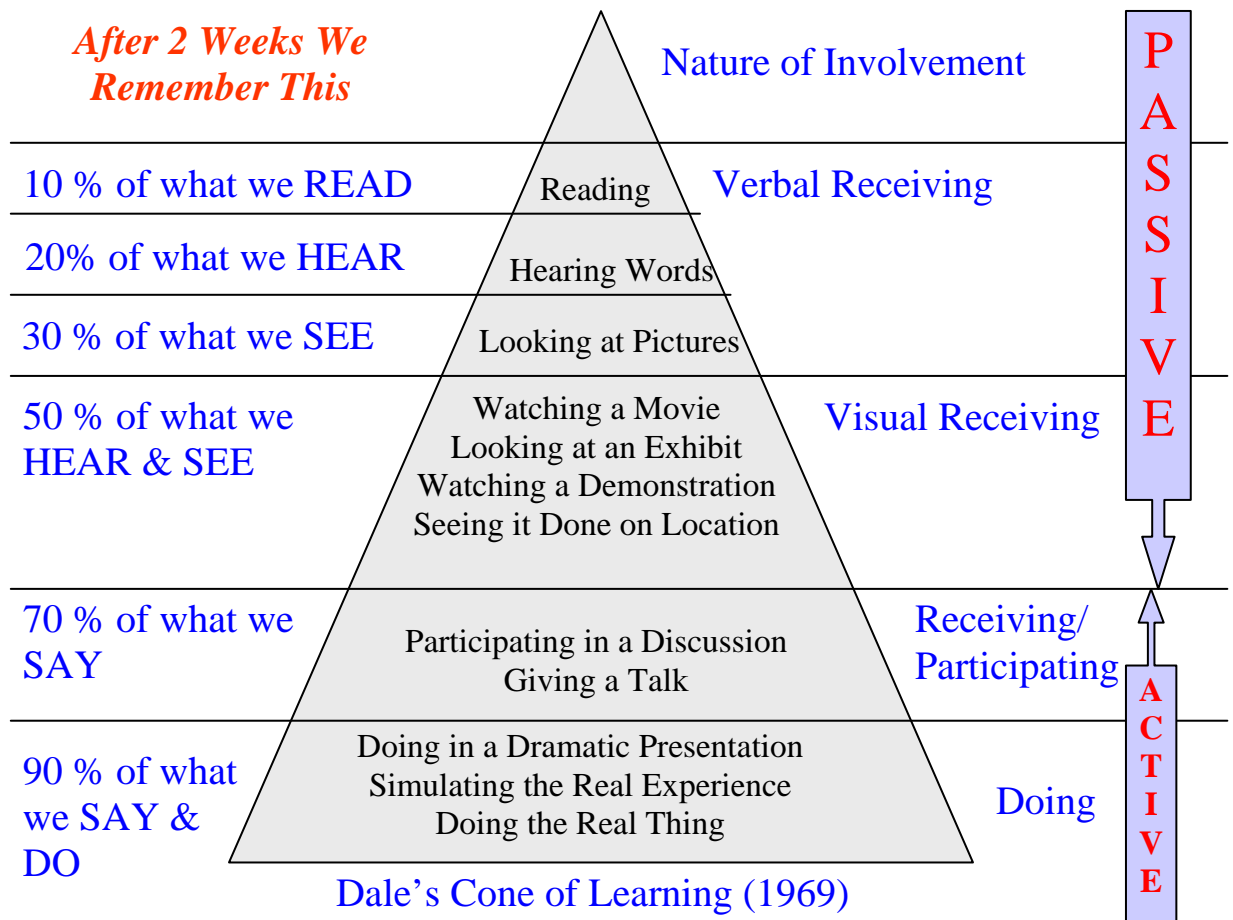 After 2 Weeks We
Remember This
Nature of Involvement
10 % of what we READ
Reading
Verbal Receiving
20% of what we HEAR
Hearing Words
30 % of what we SEE
Looking at Pictures
50 % of what we
HEAR & SEE
Watching a Movie
Looking at an Exhibit
Watching a Demonstration
Seeing it Done on Location
Visual Receiving
70 % of what we
SAY
Participating in a Discussion
Giving a Talk
Receiving/
Participating
90 % of what
we SAY &
DO
Doing in a Dramatic Presentation
Simulating the Real Experience
Doing the Real Thing
Doing
PASSIVE
ACTIVE
Dale’s Cone of Learning (1969)